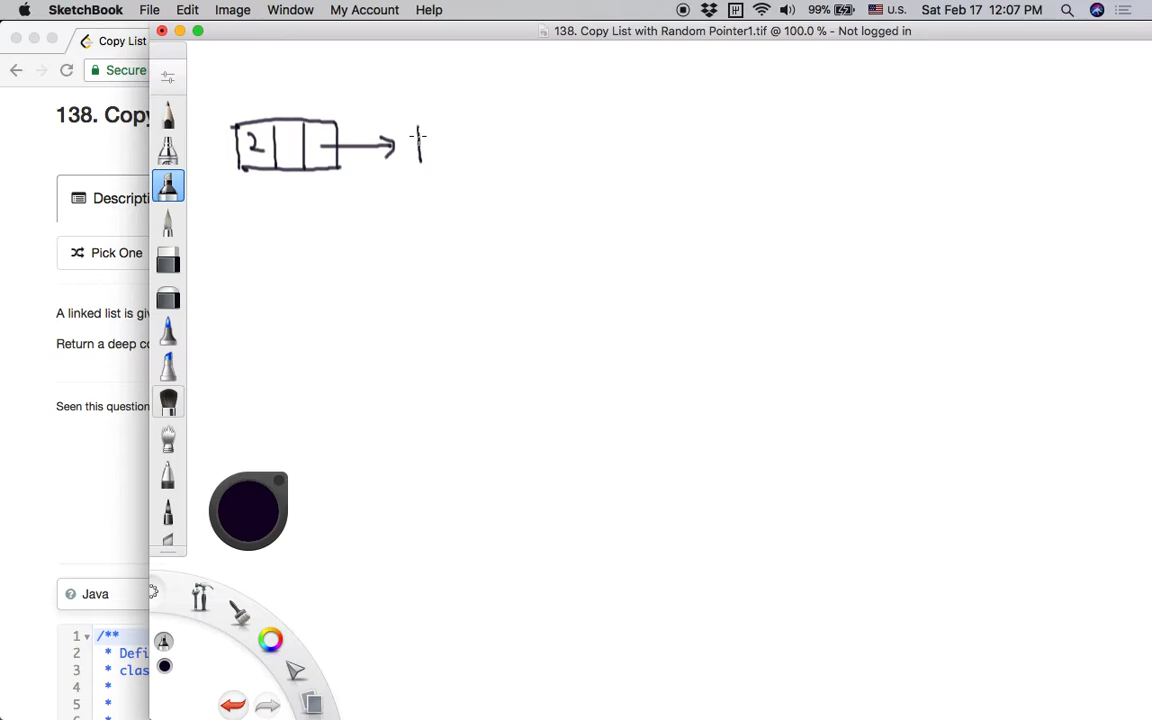 SketchBook File Edit Image Window My Account Help 99% U.S. Sat Feb 17 12:07 PM
Copy List
138. Copy List with Random Pointer1.tif @ 100.0 % - Not logged in
Secure
138. Cop
2
Descripti
Pick One
A linked list is giv
Return a deep co
Seen this question
Java
1 /**
2 * Defi
3 * clas
4 *
5 *
6 *